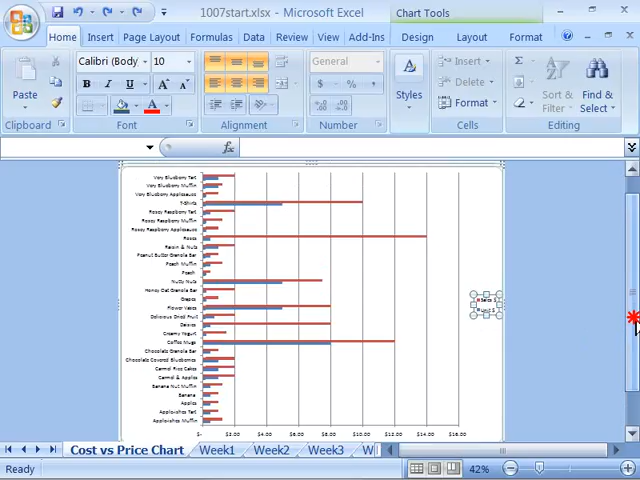 1007start.xlsx - Microsoft Excel
Chart Tools
Home Insert Page Layout Formulas Data Review View Add-Ins Design Layout Format
Calibri (Body 10
General
Insert
Delete
Format
Paste
Styles
Sort &
Filter
Find &
Select
B I U A A
$ % ,
Clipboard Font Alignment Number Cells Editing
fx
Very Blueberry Tart
Very Blueberry Muffin
Very Blueberry Applesauce
T-Shirts
Rossy Raspberry Tart
Rossy Raspberry Muffin
Rossy Raspberry Applesauce
Roses
Raisin & Nuts
Peanut Butter Granola Bar
Peach Muffin
Peach
Nutty Nuts
Honey Oat Granola Bar
Grapes
Flower Vases
Delicious Dried Fruit
Daisies
Creamy Yogurt
Coffee Mugs
Chocolate Granola Bar
Chocolate Covered Blueberries
Carmel Rice Cakes
Carmel & Apples
Banana Nut Muffin
Banana
Apples
Applesauce Tart
Applesauce Muffin
Sales $
Unit $
$- $2.00 $4.00 $6.00 $8.00 $10.00 $12.00 $14.00 $16.00
Cost vs Price Chart Week1 Week2 Week3 W
Ready
42%